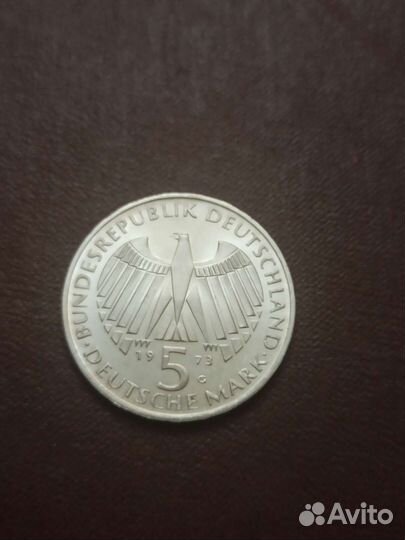 BUNDESREPUBLIK DEUTSCHLAND
19 73
5
G
DEUTSCHE MARK
Avito